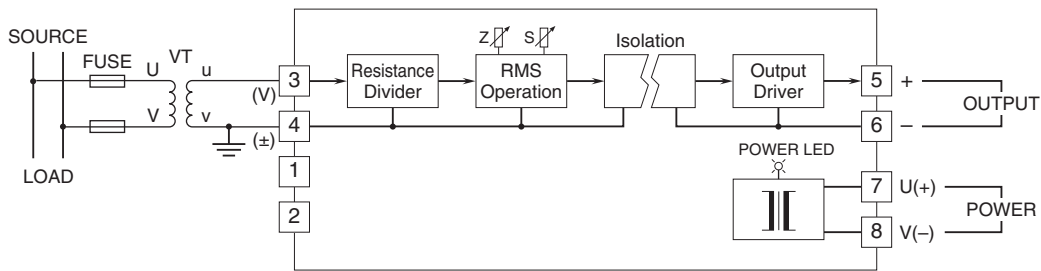 SOURCE
FUSE
VT
U
u
V
v
(V)
(±)
LOAD
3
4
1
2
Resistance
Divider
Z
S
RMS
Operation
Isolation
Output
Driver
5
+
6
–
OUTPUT
POWER LED
7
U(+)
8
V(–)
POWER